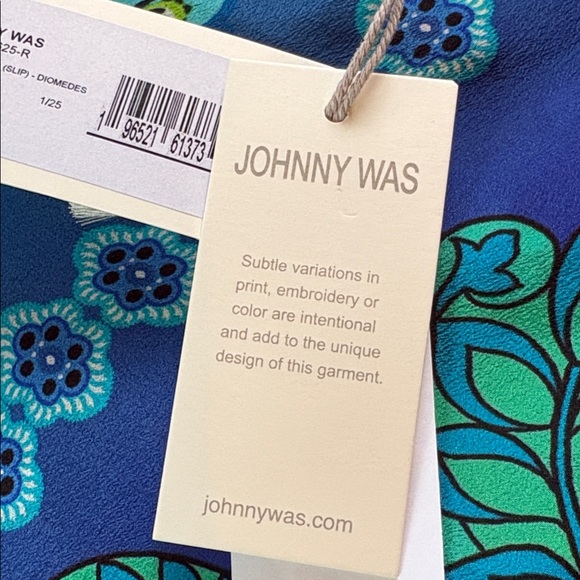 Y WAS
625-R
(SLIP) - DIOMEDES
1/25
1 96521 61373
JOHNNY WAS
Subtle variations in
print, embroidery or
color are intentional
and add to the unique
design of this garment.
johnnywas.com